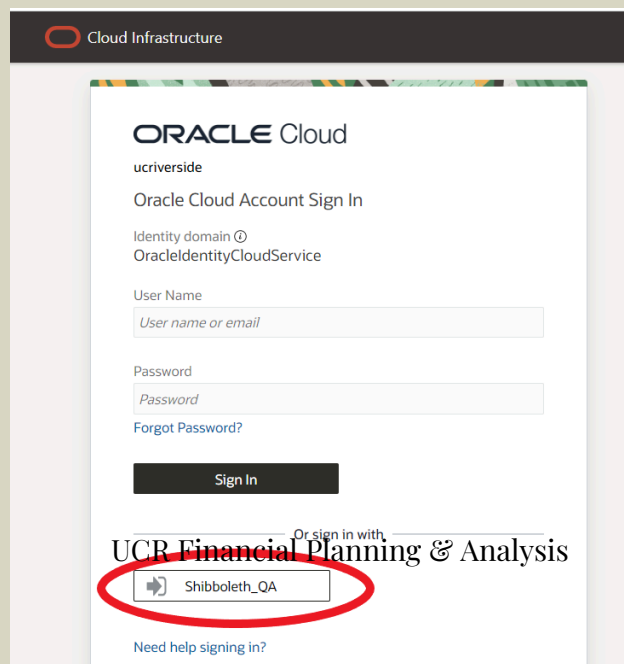 Cloud Infrastructure
ORACLE Cloud
ucriverside
Oracle Cloud Account Sign In
Identity domain i
OracleIdentityCloudService
User Name
User name or email
Password
Password
Forgot Password?
Sign In
Or sign in with
UCR Financial Planning & Analysis
Shibboleth_QA
Need help signing in?